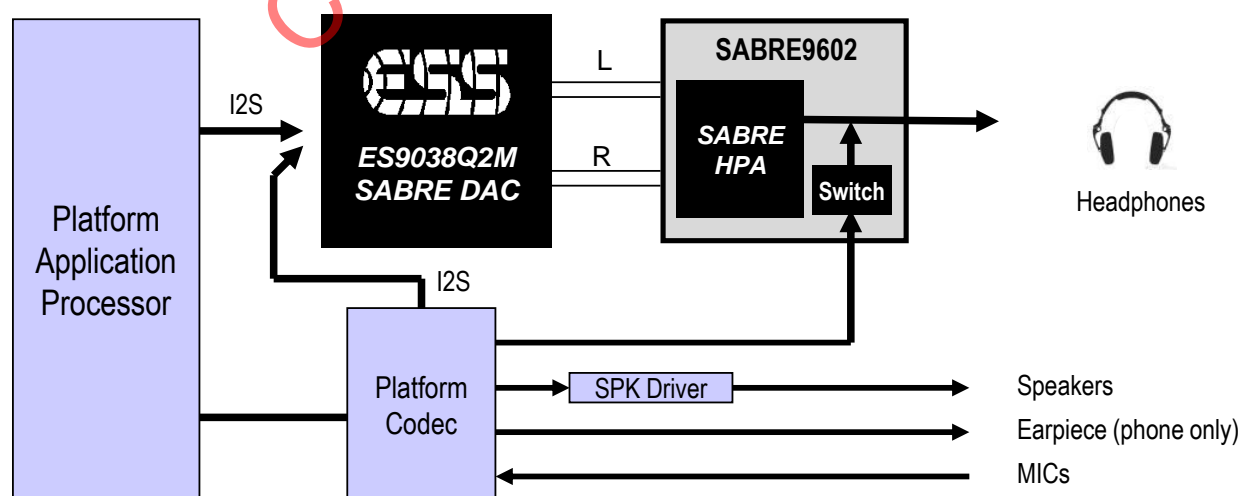 SABRE9602
L
I2S
ESS
SABRE
HPA
ES9038Q2M
SABRE DAC
R
Switch
Headphones
Platform
Application
Processor
I2S
Platform
Codec
SPK Driver
Speakers
Earpiece (phone only)
MICs